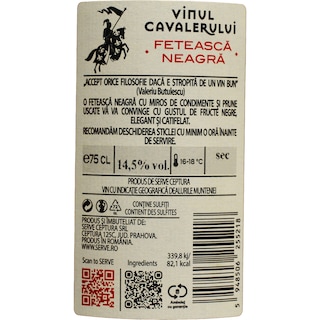 VINUL
CAVALERULUI
FETEASCĂ
NEAGRĂ
„ACCEPT ORICE FILOSOFIE DACĂ E STROPITĂ DE UN VIN BUN"
(Valeriu Butulescu)
O FETEASCĂ NEAGRĂ CU MIROS DE CONDIMENTE ȘI PRUNE
USCATE VĂ VA CONVINGE CU GUSTUL DE FRUCTE NEGRE,
ELEGANT ȘI CATIFELAT.
RECOMANDĂM DESCHIDEREA STICLEI CU MINIM O ORĂ ÎNAINTE
DE SERVIRE.
℮75 CL
14,5% vol.
16-18 °C
sec
PRODUS DE SERVE CEPTURA
VIN CU INDICAȚIE GEOGRAFICĂ DEALURILE MUNTENIEI
CONȚINE SULFIȚI
CONTIENT DES SULFITES
PRODUS ȘI ÎMBUTELIAT DE:
SERVE CEPTURA SRL
CEPTURA 125C, JUD. PRAHOVA.
PRODUS ÎN ROMÂNIA.
WWW.SERVE.RO
Scan to SERVE
Ingredients
339,8 kJ/
82,1 kcal
Ambalaj
cu garanție
5 946506 251218